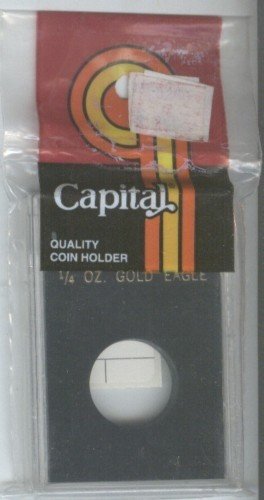 Capital
QUALITY
COIN HOLDER
1/4 OZ. GOLD EAGLE